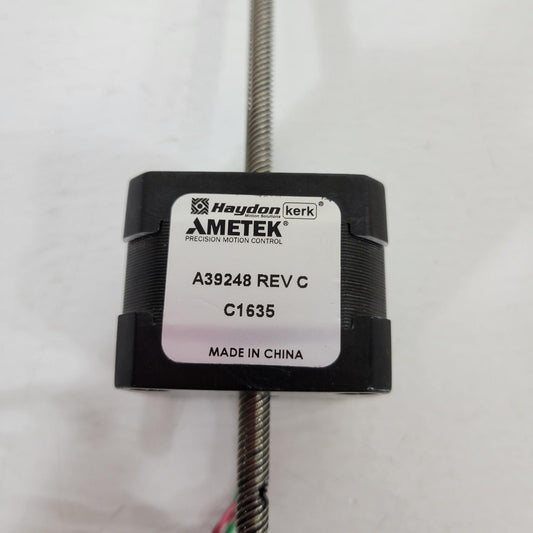 Haydon kerk®
Motion Solutions
AMETEK®
PRECISION MOTION CONTROL
A39248 REV C
C1635
MADE IN CHINA